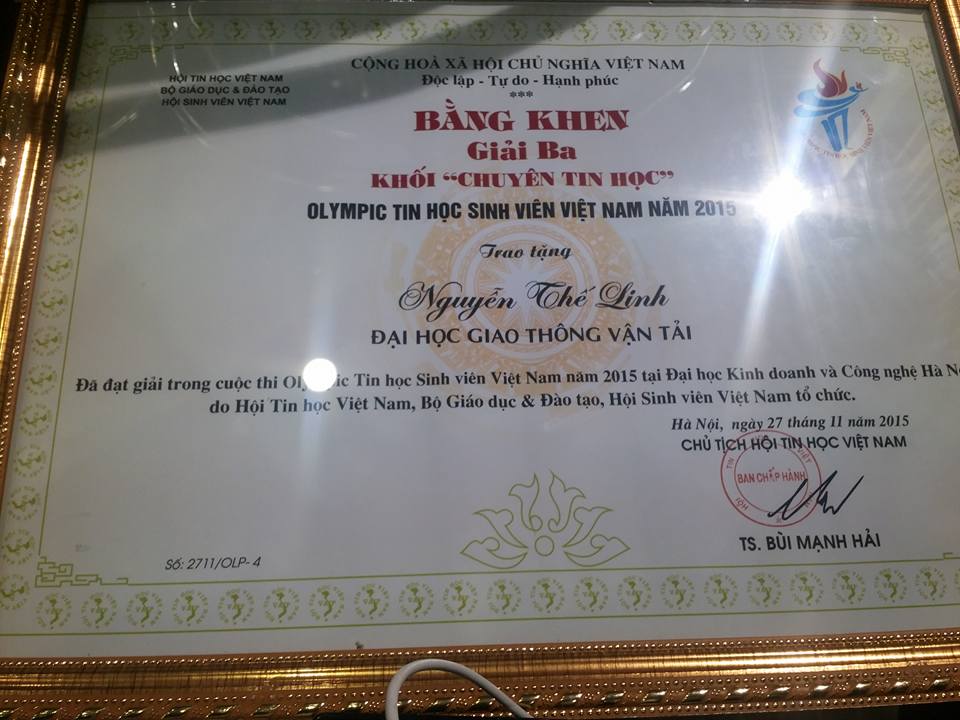 HỘI TIN HỌC VIỆT NAM
BỘ GIÁO DỤC & ĐÀO TẠO
HỘI SINH VIÊN VIỆT NAM
CỘNG HOÀ XÃ HỘI CHỦ NGHĨA VIỆT NAM
Độc lập - Tự do - Hạnh phúc
***
BẰNG KHEN
Giải Ba
KHỐI “CHUYÊN TIN HỌC”
OLYMPIC TIN HỌC SINH VIÊN VIỆT NAM NĂM 2015
Trao tặng
Nguyễn Thế Linh
ĐẠI HỌC GIAO THÔNG VẬN TẢI
Đã đạt giải trong cuộc thi Tin học Sinh viên Việt Nam năm 2015 tại Đại học Kinh doanh và Công nghệ Hà
do Hội Tin học Việt Nam, Bộ Giáo dục & Đào tạo, Hội Sinh viên Việt Nam tổ chức.
Hà Nội, ngày 27 tháng 11 năm 2015
CHỦ TỊCH HỘI TIN HỌC VIỆT NAM
BAN CHẤP HÀNH
TS. BÙI MẠNH HẢI
Số: 2711/OLP- 4